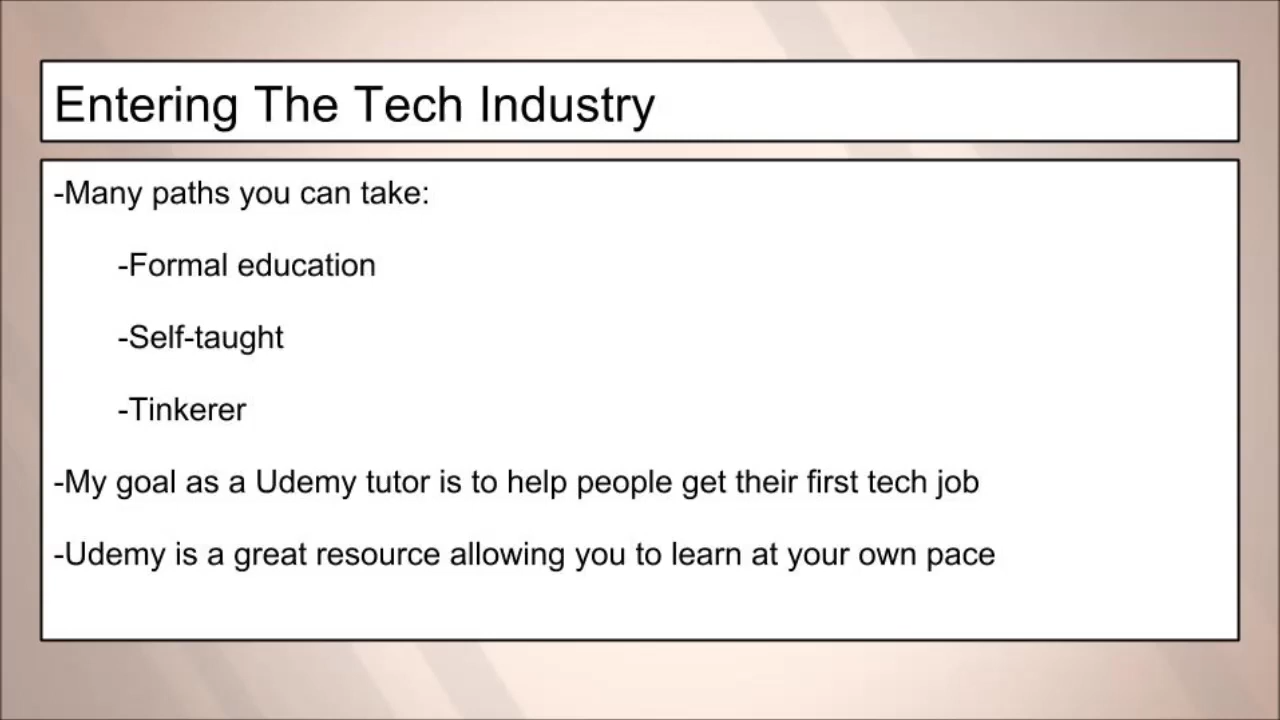 Entering The Tech Industry
-Many paths you can take:
-Formal education
-Self-taught
-Tinkerer
-My goal as a Udemy tutor is to help people get their first tech job
-Udemy is a great resource allowing you to learn at your own pace